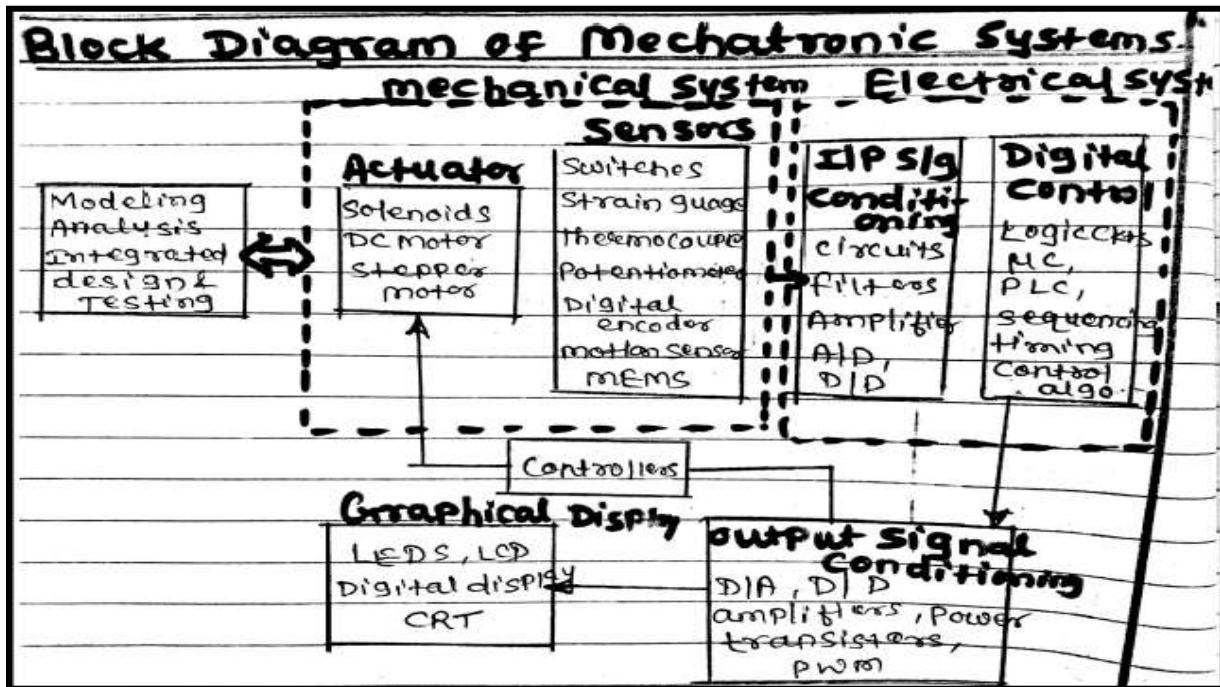 Block Diagram of Mechatronic Systems.
mechanical system
Electrical syst
Modeling
Analysis
Integrated
design &
Testing
Actuator
Solenoids
DC motor
Stepper
motor
Sensors
Switches
Strain guage
Thermocouple
Potentiometer
Digital
encoder
motion sensor
MEMS
I/P S/g
Conditi-
oning
circuits
filters
Amplifier
A/D,
D/D
Digital
Control
Logic ckts
MC,
PLC,
sequencing
timing
Control
algo.
Controllers
Graphical Display
LEDS, LCD
Digital display
CRT
Output Signal
Conditioning
D/A, D/D
amplifiers, Power
transistors,
PWM